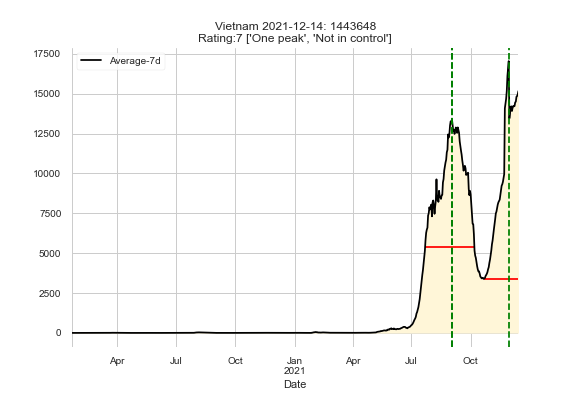 Vietnam 2021-12-14: 1443648
Rating:7 ['One peak', 'Not in control']
Average-7d
17500
15000
12500
10000
7500
5000
2500
0
Apr Jul Oct Jan Apr Jul Oct
2021
Date